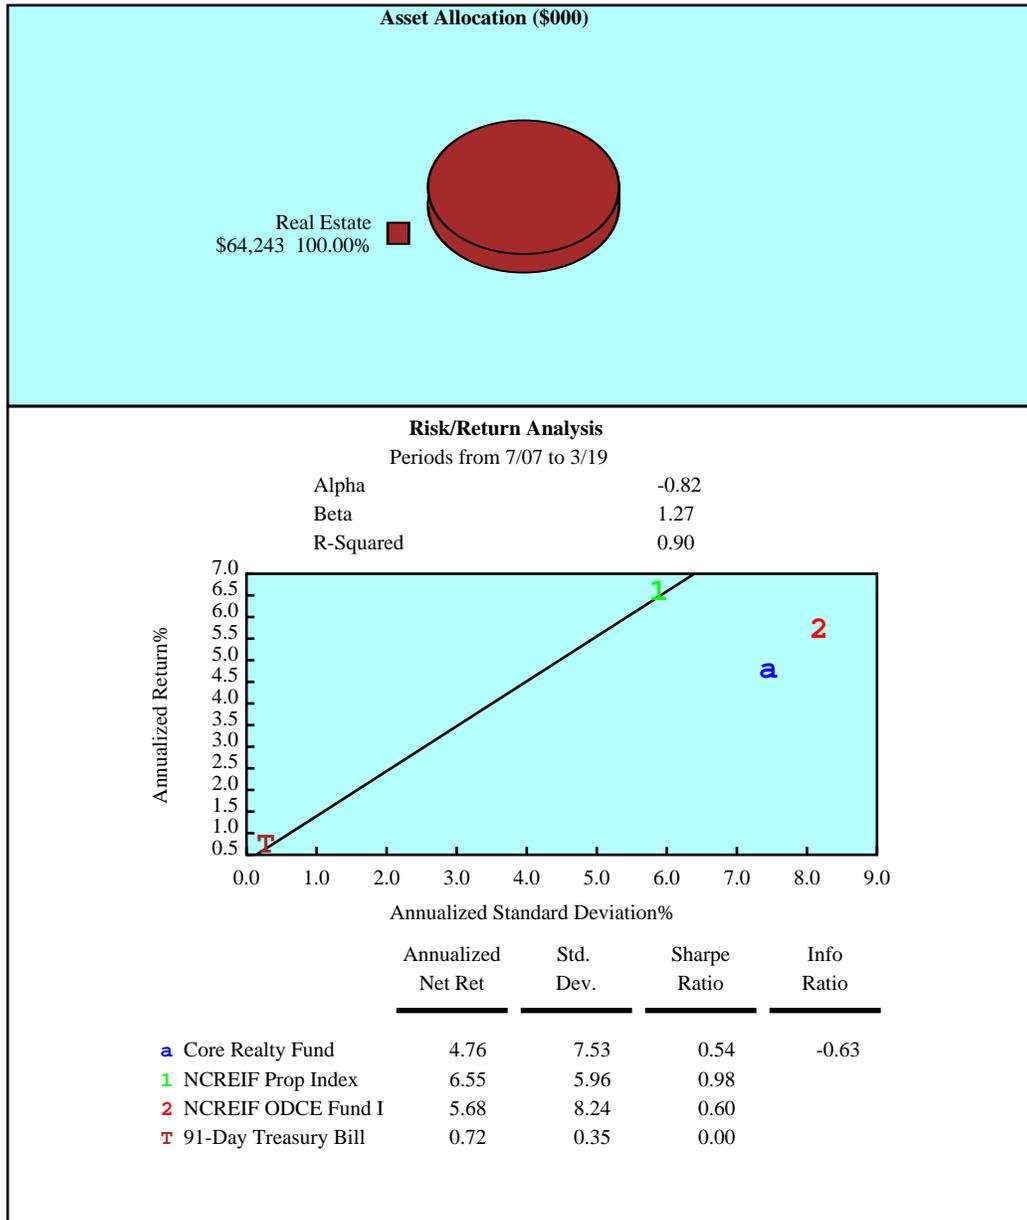 Asset Allocation ($000)
Real Estate
$64,243 100.00%
Risk/Return Analysis
Periods from 7/07 to 3/19
Alpha -0.82
Beta 1.27
R-Squared 0.90
7.0
6.5
6.0
5.5
5.0
4.5
4.0
3.5
3.0
2.5
2.0
1.5
1.0
0.5
Annualized Return%
1
2
a
T
0.0 1.0 2.0 3.0 4.0 5.0 6.0 7.0 8.0 9.0
Annualized Standard Deviation%
Annualized Std. Sharpe Info
Net Ret Dev. Ratio Ratio
a Core Realty Fund 4.76 7.53 0.54 -0.63
1 NCREIF Prop Index 6.55 5.96 0.98
2 NCREIF ODCE Fund I 5.68 8.24 0.60
T 91-Day Treasury Bill 0.72 0.35 0.00